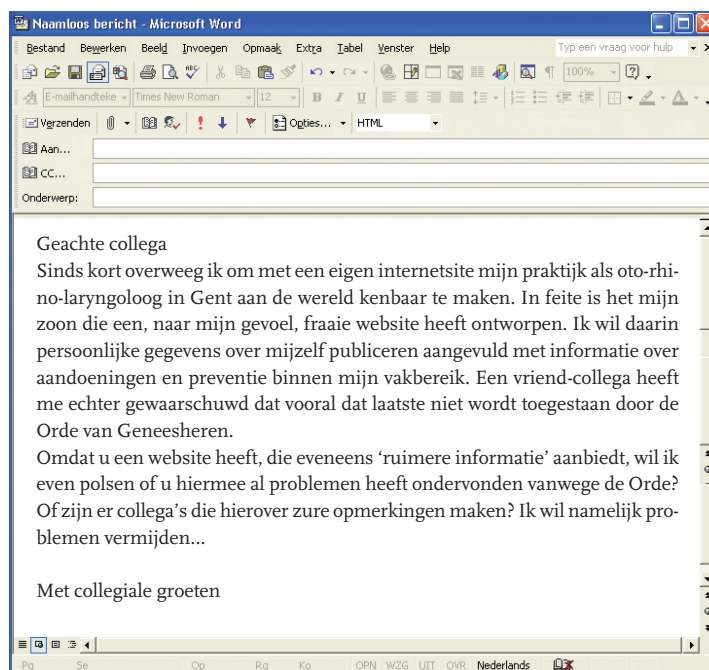 Naamloos bericht - Microsoft Word
Bestand Bewerken Beeld Invoegen Opmaak Extra Tabel Venster Help Typ een vraag voor hulp
100%
E-mailhandteke Times New Roman 12 B I U
Verzenden Opties... HTML
Aan...
CC...
Onderwerp:
Geachte collega
Sinds kort overweeg ik om met een eigen internetsite mijn praktijk als oto-rhi-
no-laryngoloog in Gent aan de wereld kenbaar te maken. In feite is het mijn
zoon die een, naar mijn gevoel, fraaie website heeft ontworpen. Ik wil daarin
persoonlijke gegevens over mijzelf publiceren aangevuld met informatie over
aandoeningen en preventie binnen mijn vakbereik. Een vriend-collega heeft
me echter gewaarschuwd dat vooral dat laatste niet wordt toegestaan door de
Orde van Geneesheren.
Omdat u een website heeft, die eveneens ‘ruimere informatie’ aanbiedt, wil ik
even polsen of u hiermee al problemen heeft ondervonden vanwege de Orde?
Of zijn er collega’s die hierover zure opmerkingen maken? Ik wil namelijk pro-
blemen vermijden...
Met collegiale groeten
Pg Se Op Rg Ko OPN WZG UIT OVR Nederlands